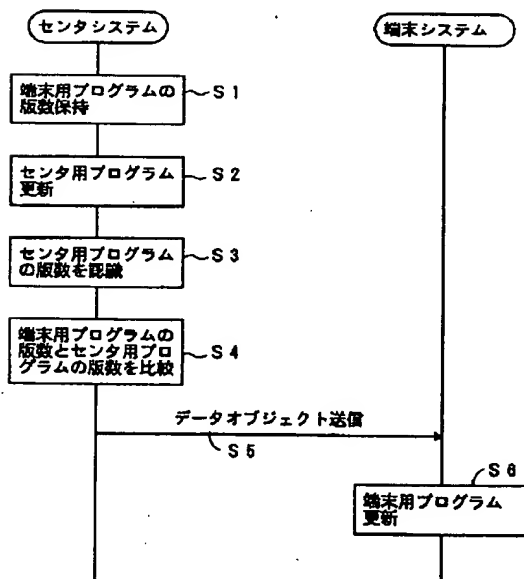 センタシステム
端末システム
端末用プログラムの
版数保持
S1
センタ用プログラム
更新
S2
センタ用プログラム
の版数を認識
S3
端末用プログラムの
版数とセンタ用プロ
グラムの版数を比較
S4
データオブジェクト送信
S5
S6
端末用プログラム
更新